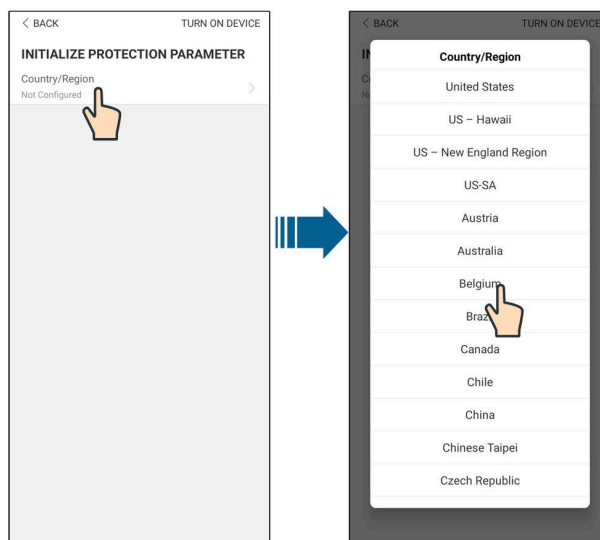 < BACK TURN ON DEVICE
INITIALIZE PROTECTION PARAMETER
Country/Region
Not Configured
< BACK TURN ON DEVICE
Country/Region
United States
US – Hawaii
US – New England Region
US-SA
Austria
Australia
Belgium
Canada
Chile
China
Chinese Taipei
Czech Republic